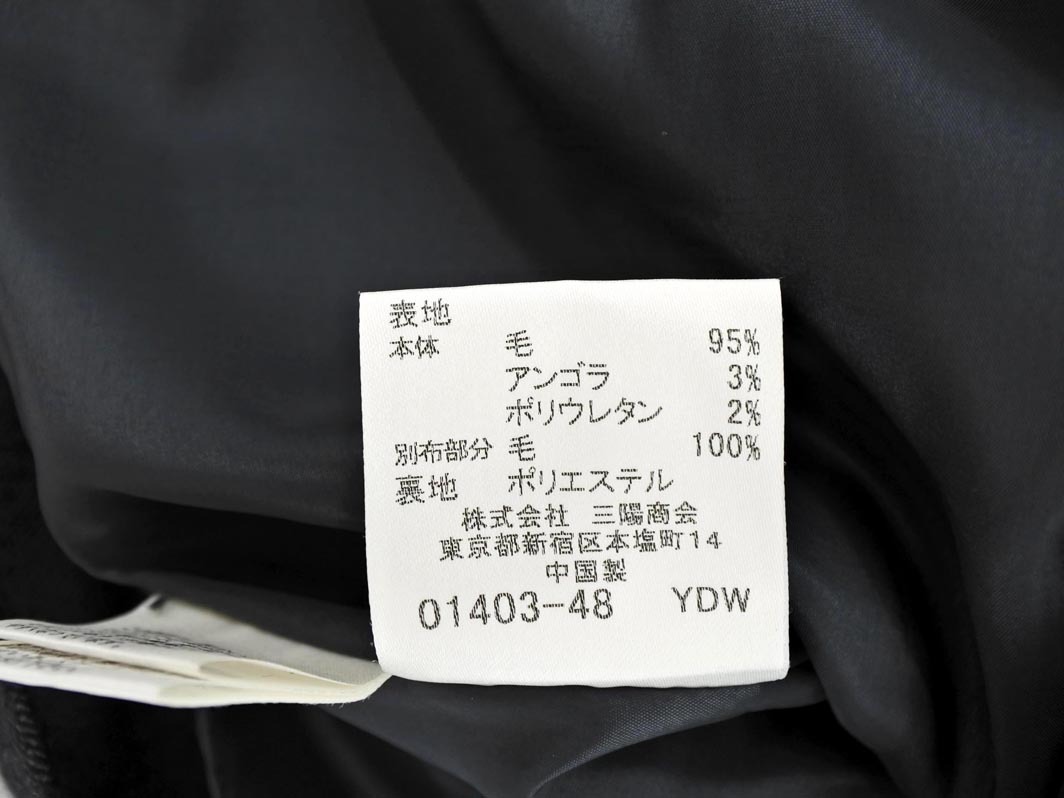 表地
本体 毛 95%
アンゴラ 3%
ポリウレタン 2%
別布部分 毛 100%
裏地 ポリエステル
株式会社 三陽商会
東京都新宿区本塩町14
中国製
01403-48 YDW